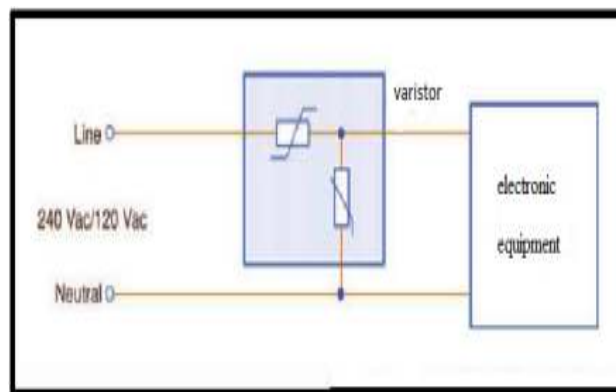 varistor
Line
electronic
240 Vac/120 Vac
equipment
Neutral